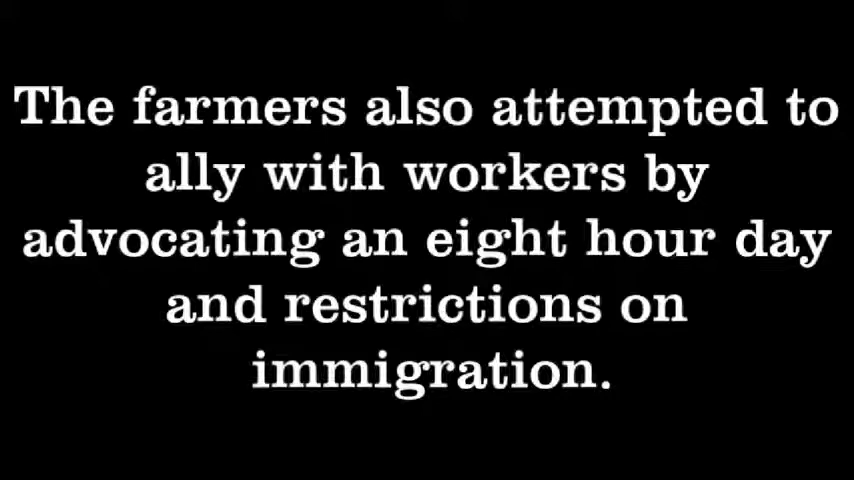 The farmers also attempted to
ally with workers by
advocating an eight hour day
and restrictions on
immigration.